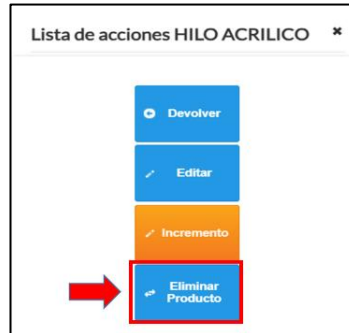 Lista de acciones HILO ACRILICO ×
Devolver
Editar
Incremento
Eliminar
Producto